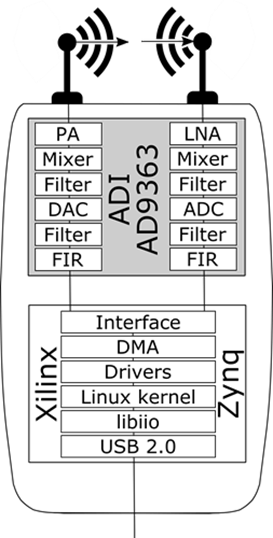 PA
Mixer
Filter
DAC
Filter
FIR
ADI
AD9363
LNA
Mixer
Filter
ADC
Filter
FIR
Xilinx
Interface
DMA
Drivers
Linux kernel
libiio
USB 2.0
Zynq